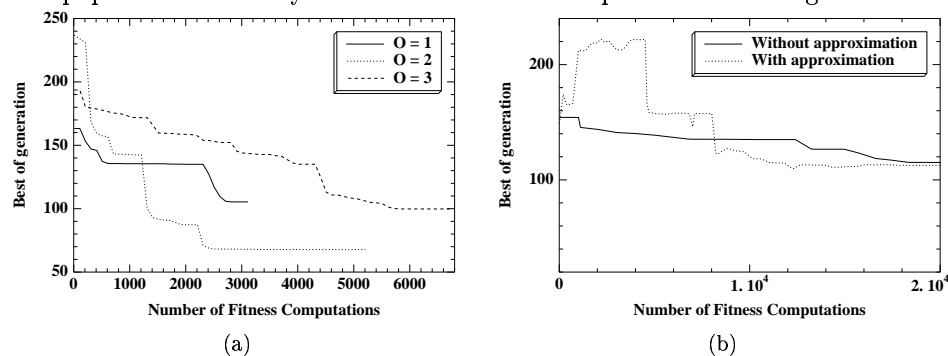 250
200
150
100
50
Best of generation
O = 1
O = 2
O = 3
0 1000 2000 3000 4000 5000 6000
Number of Fitness Computations
(a)
200
100
Best of generation
Without approximation
With approximation
0 1. 10^4 2. 10^4
Number of Fitness Computations
(b)